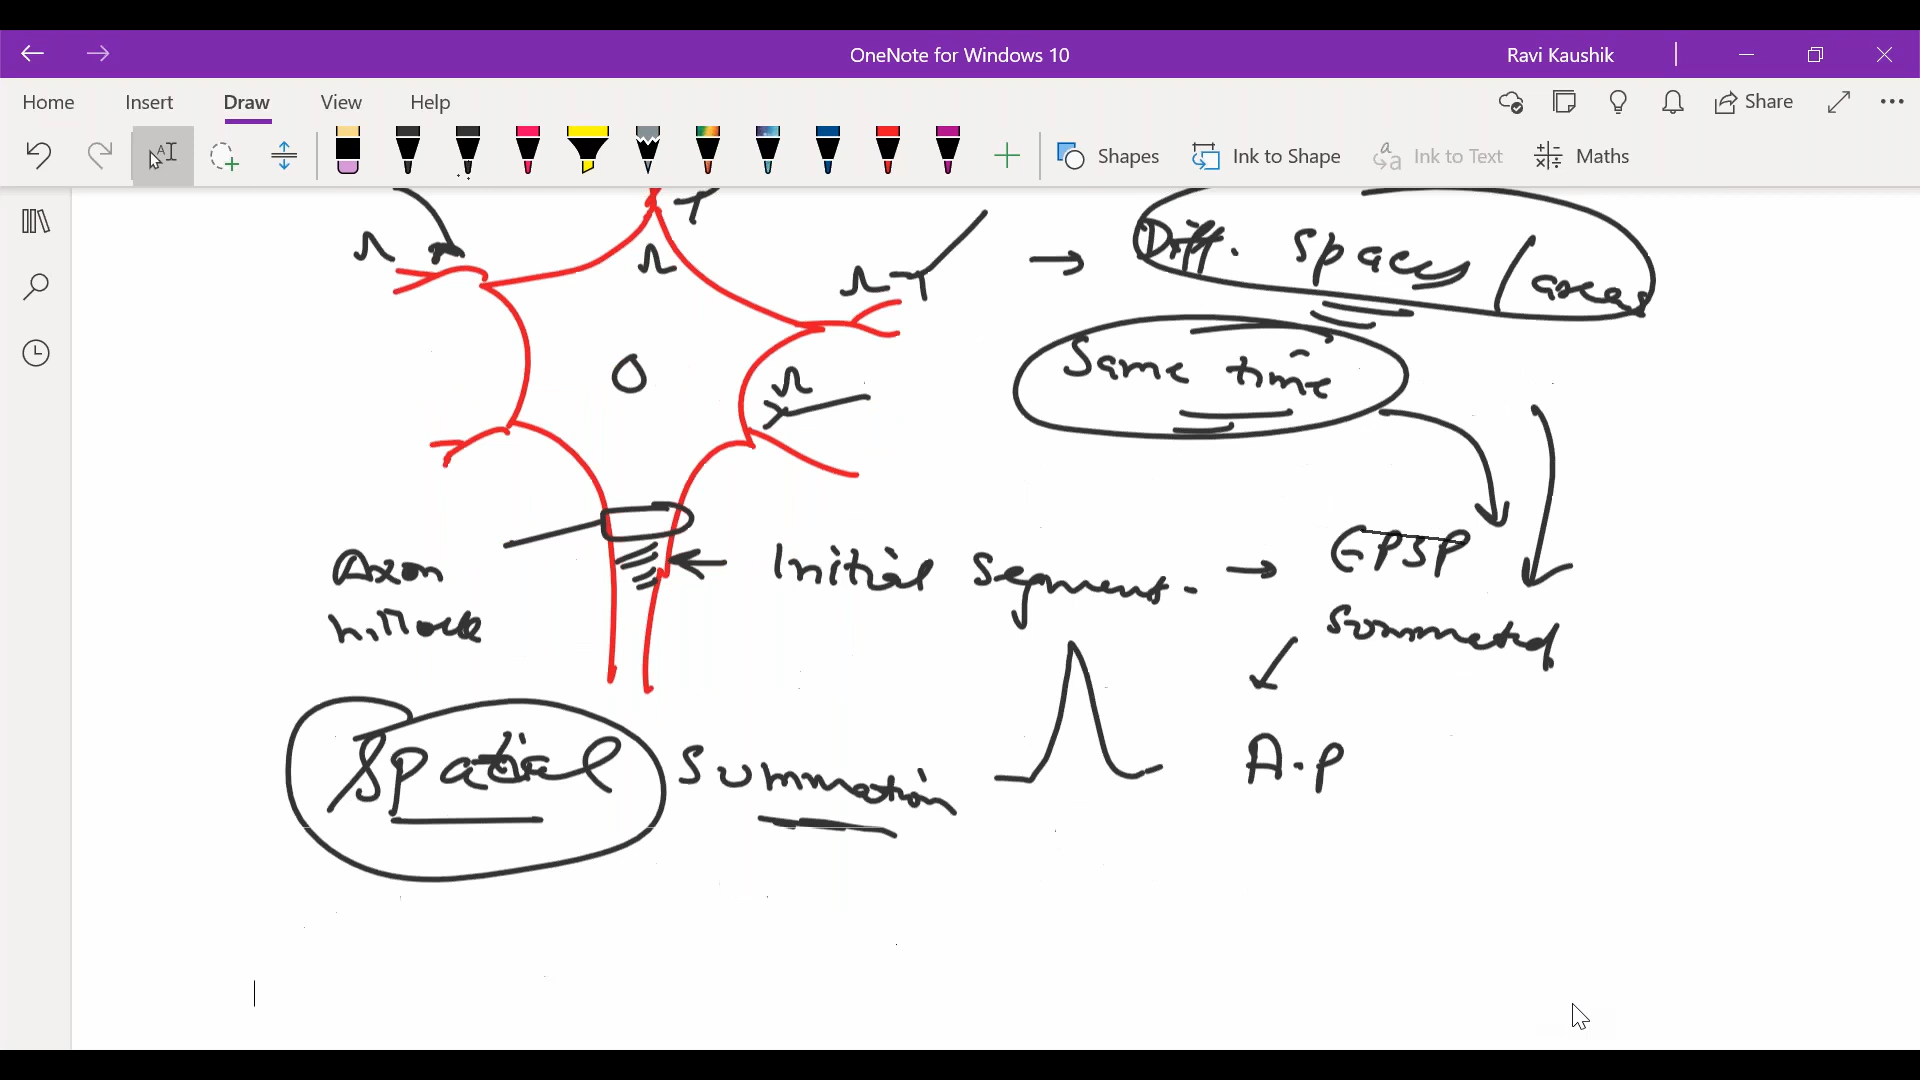 OneNote for Windows 10
Ravi Kaushik
Home Insert Draw View Help
Share
Shapes Ink to Shape Ink to Text Maths
Diff. Spaces / areas
Same time
Axon
hillock
Initial Segment.
EPSP
Summated
A.P
Spatial Summation